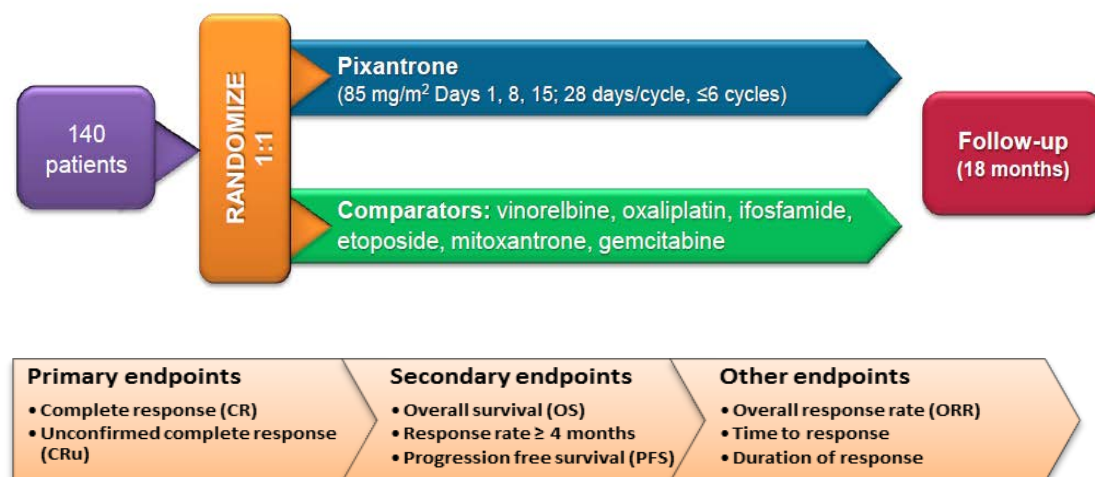 140
patients
RANDOMIZE
1:1
Pixantrone
(85 mg/m² Days 1, 8, 15; 28 days/cycle, ≤6 cycles)
Comparators: vinorelbine, oxaliplatin, ifosfamide,
etoposide, mitoxantrone, gemcitabine
Follow-up
(18 months)
Primary endpoints
• Complete response (CR)
• Unconfirmed complete response
(CRu)
Secondary endpoints
• Overall survival (OS)
• Response rate ≥ 4 months
• Progression free survival (PFS)
Other endpoints
• Overall response rate (ORR)
• Time to response
• Duration of response